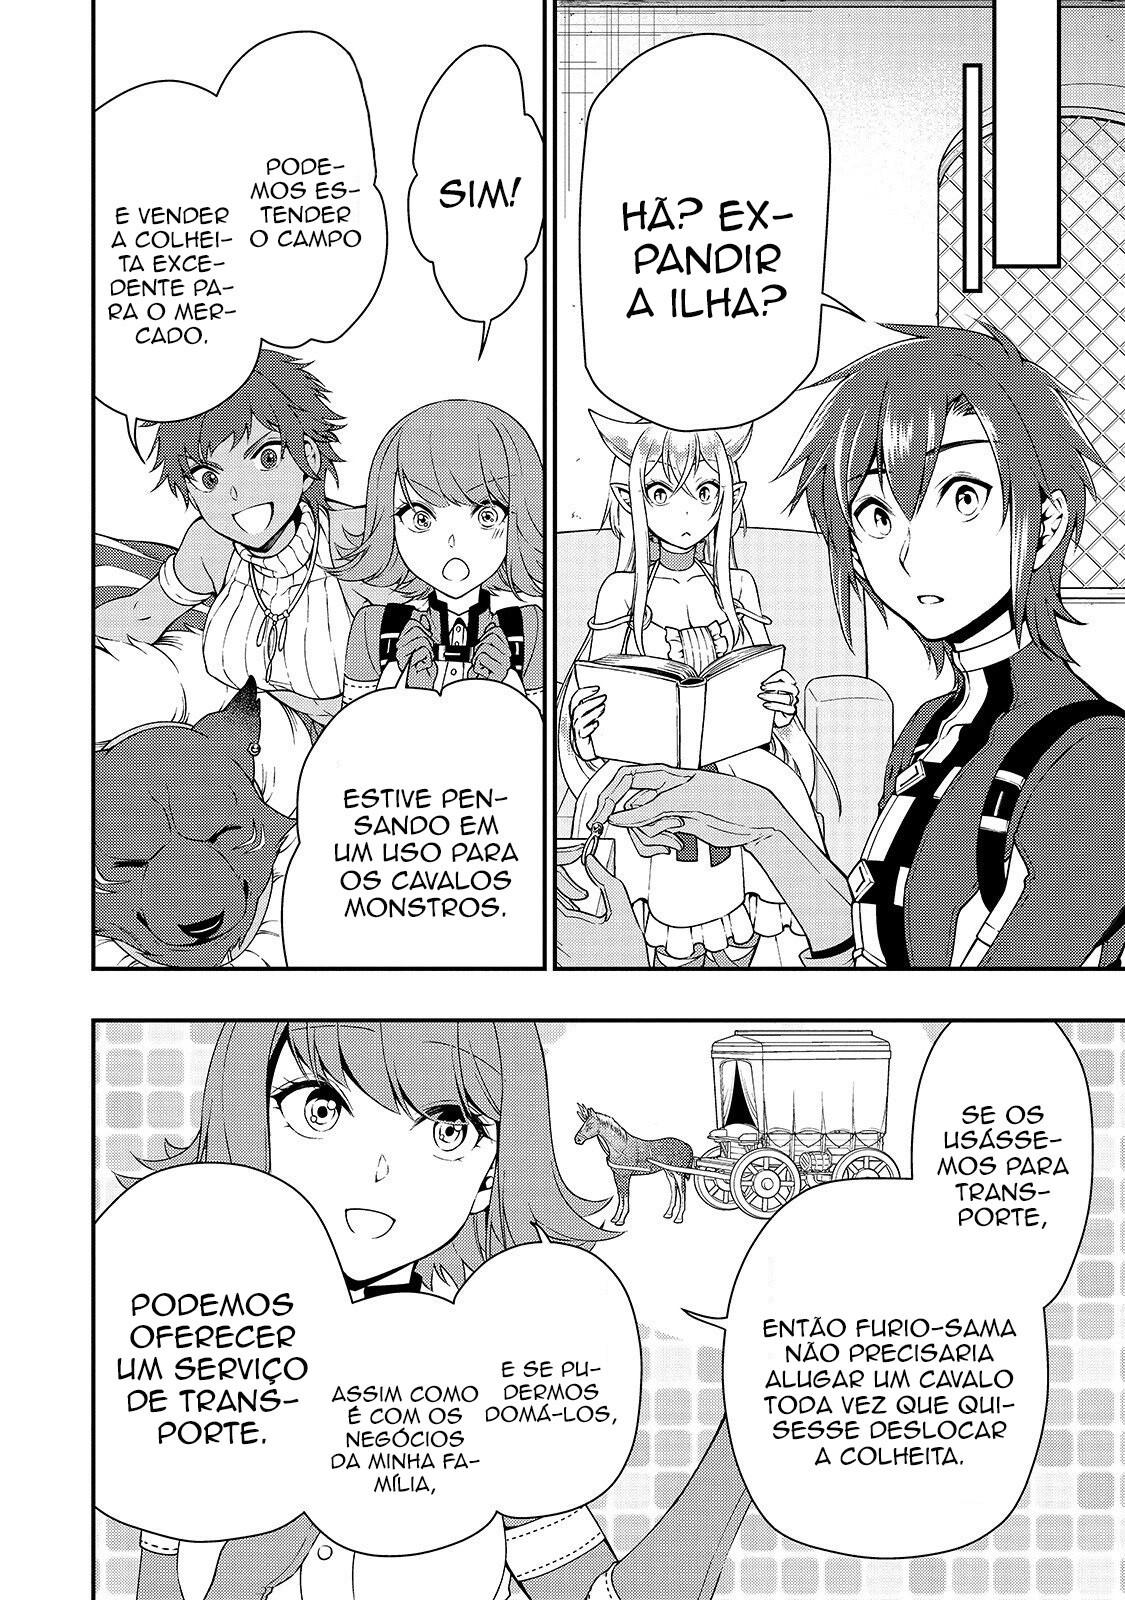 HÃ? EX-
PANDIR
A ILHA?
SIM!
PODE-
MOS ES-
TENDER
O CAMPO
E VENDER
A COLHEI-
TA EXCE-
DENTE PA-
RA O MER-
CADO.
ESTIVE PEN-
SANDO EM
UM USO PARA
OS CAVALOS
MONSTROS.
SE OS
USÁSSE-
MOS PARA
TRANS-
PORTE,
ENTÃO FURIO-SAMA
NÃO PRECISARIA
ALUGAR UM CAVALO
TODA VEZ QUE QUI-
SESSE DESLOCAR
A COLHEITA.
E SE PU-
DERMOS
DOMÁ-LOS,
ASSIM COMO
É COM OS
NEGÓCIOS
DA MINHA FA-
MÍLIA,
PODEMOS
OFERECER
UM SERVIÇO
DE TRANS-
PORTE.